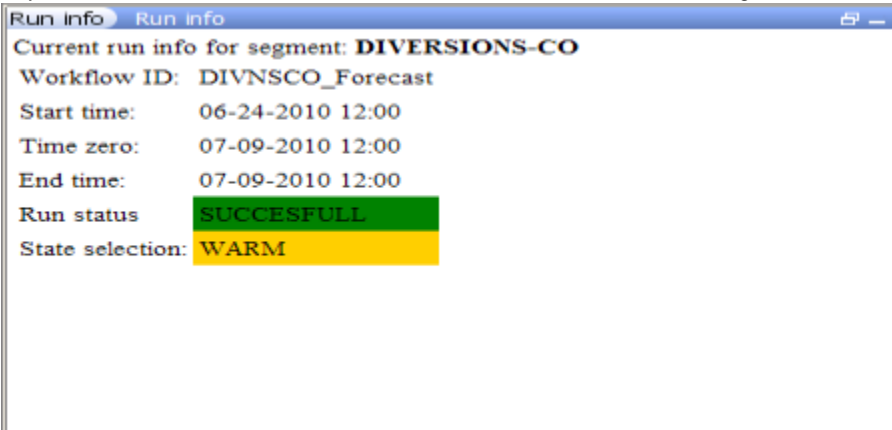 Run info Run info
Current run info for segment: DIVERSIONS-CO
Workflow ID: DIVNSCO_Forecast
Start time: 06-24-2010 12:00
Time zero: 07-09-2010 12:00
End time: 07-09-2010 12:00
Run status SUCCESFULL
State selection: WARM